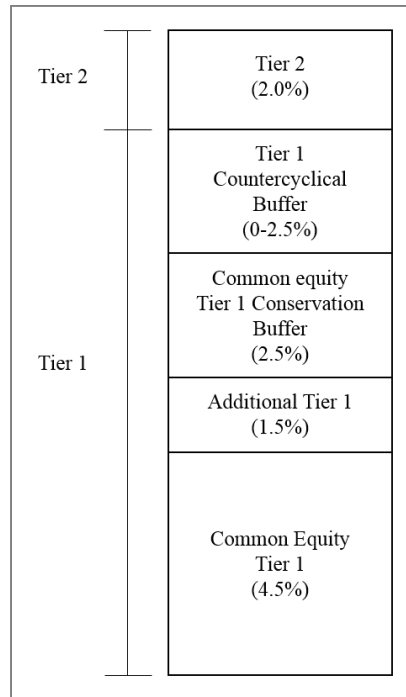 Tier 2
Tier 2
(2.0%)
Tier 1
Countercyclical
Buffer
(0-2.5%)
Common equity
Tier 1 Conservation
Buffer
(2.5%)
Tier 1
Additional Tier 1
(1.5%)
Common Equity
Tier 1
(4.5%)